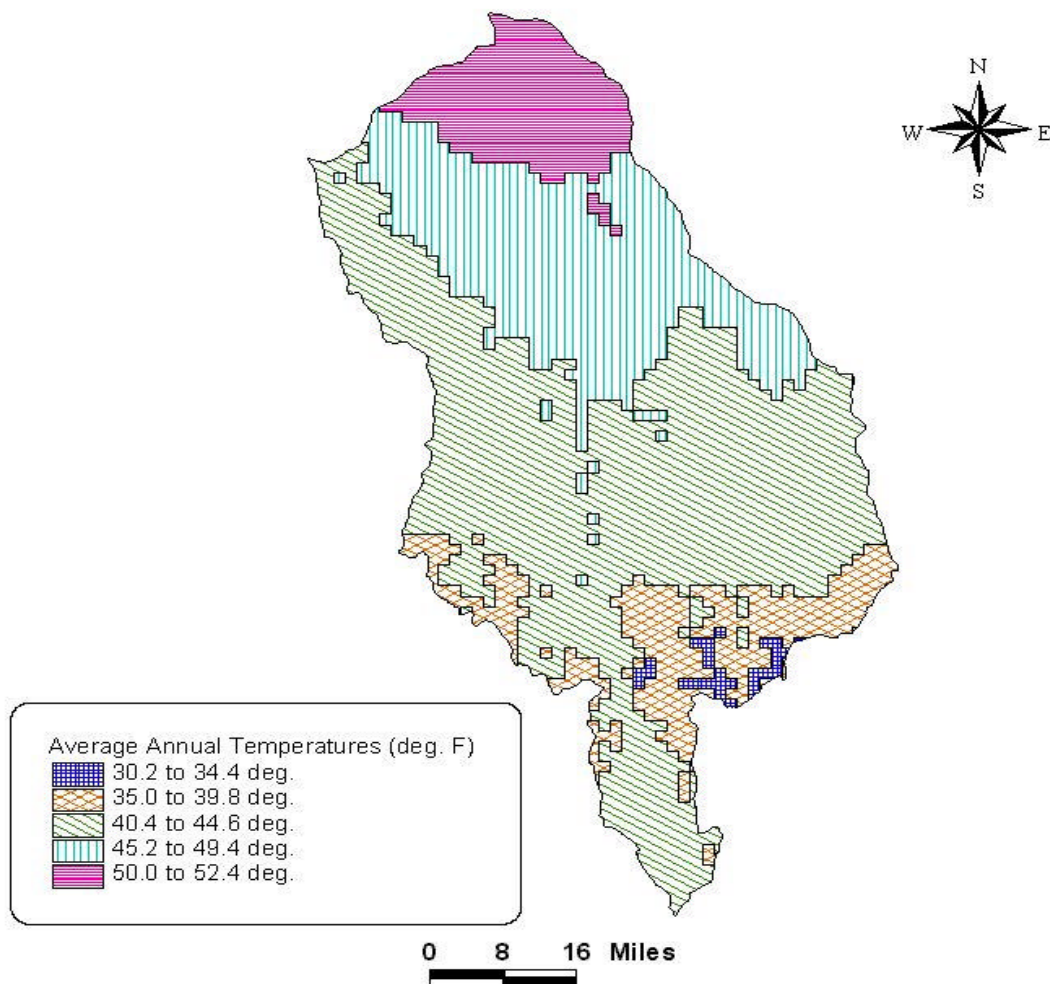 N
W E
S
Average Annual Temperatures (deg. F)
30.2 to 34.4 deg.
35.0 to 39.8 deg.
40.4 to 44.6 deg.
45.2 to 49.4 deg.
50.0 to 52.4 deg.
0 8 16 Miles